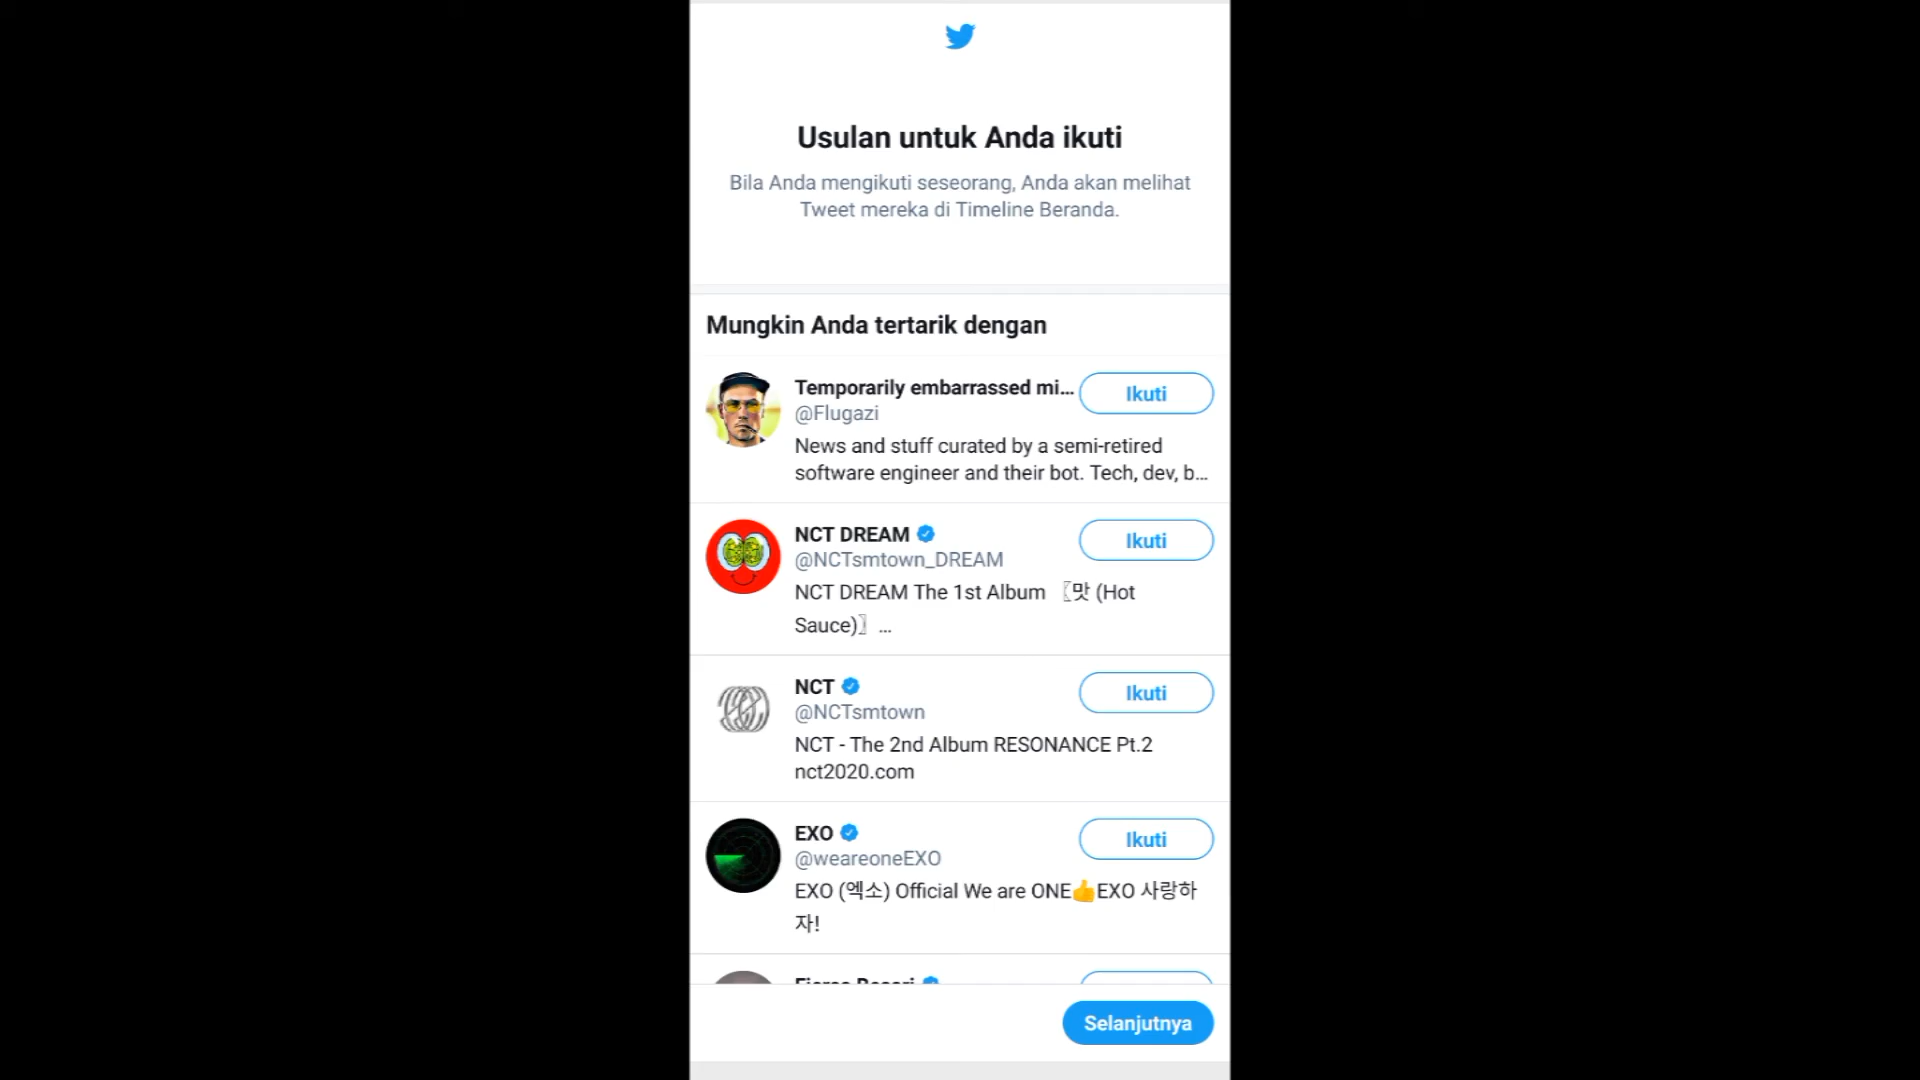 Usulan untuk Anda ikuti
Bila Anda mengikuti seseorang, Anda akan melihat
Tweet mereka di Timeline Beranda.
Mungkin Anda tertarik dengan
Temporarily embarrassed mi...
Ikuti
@Flugazi
News and stuff curated by a semi-retired
software engineer and their bot. Tech, dev, b...
NCT DREAM
Ikuti
@NCTsmtown_DREAM
NCT DREAM The 1st Album 〖맛 (Hot
Sauce)〗...
NCT
Ikuti
@NCTsmtown
NCT - The 2nd Album RESONANCE Pt.2
nct2020.com
EXO
Ikuti
@weareoneEXO
EXO (엑소) Official We are ONE👍EXO 사랑하
자!
Selanjutnya